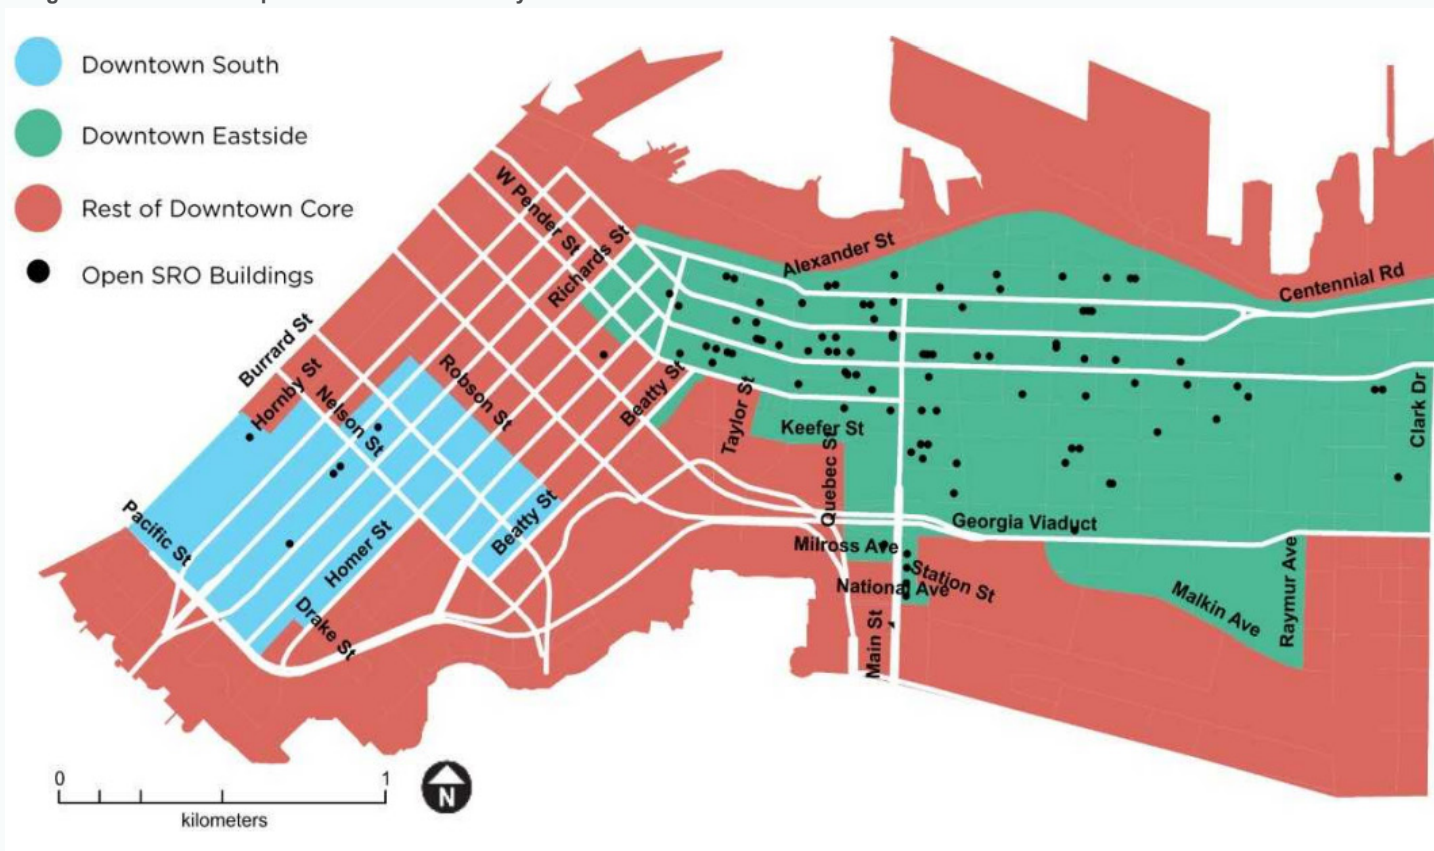 Downtown South
Downtown Eastside
Rest of Downtown Core
Open SRO Buildings
W Pender St
Richards St
Alexander St
Centennial Rd
Burrard St
Hornby St
Nelson St
Robson St
Beatty St
Taylor St
Keefer St
Clark Dr
Quebec St
Pacific St
Homer St
Beatty St
Georgia Viaduct
Milross Ave
Station St
National Ave
Drake St
Main St
Malkin Ave
Raymur Ave
0
1
kilometers
N